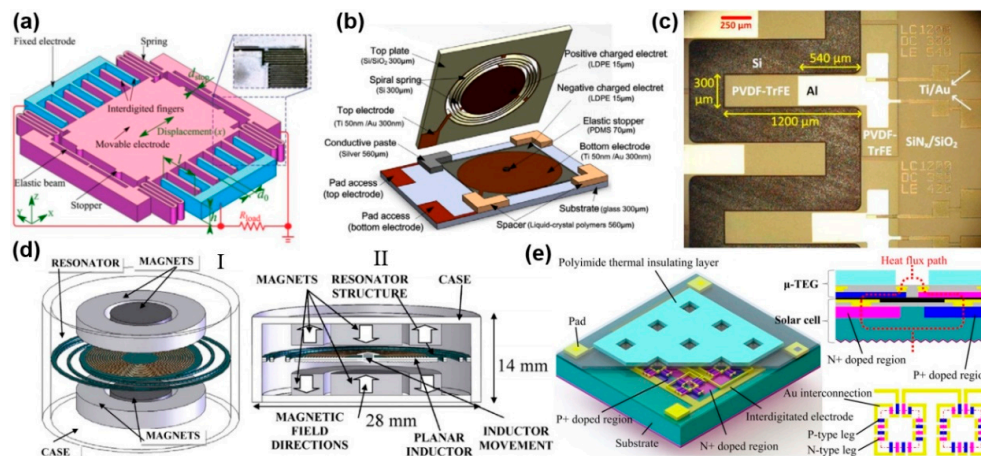 (a)
Fixed electrode
Spring
Interdigited fingers
d_stop
Displacement (x)
Movable electrode
Elastic beam
Stopper
d₀
h
R_load
Z
Y
X
(b)
Top plate
(Si/SiO2 300μm)
Spiral spring
(Si 300μm)
Top electrode
(Ti 50nm /Au 300nm)
Conductive paste
(Silver 560μm)
Pad access
(top electrode)
Pad access
(bottom electrode)
Positive charged electret
(LDPE 15μm)
Negative charged electret
(LDPE 15μm)
Elastic stopper
(PDMS 70μm)
Bottom electrode
(Ti 50nm /Au 300nm)
Substrate (glass 300μm)
Spacer (Liquid-crystal polymers 560μm)
(c)
250 μm
Si
540 μm
300
μm
PVDF-TrFE
Al
1200 μm
PVDF-
TrFE
Ti/Au
SiNx/SiO2
(d)
I
RESONATOR
MAGNETS
MAGNETS
CASE
II
MAGNETS
RESONATOR
STRUCTURE
CASE
14 mm
28 mm
MAGNETIC
FIELD
DIRECTIONS
PLANAR
INDUCTOR
INDUCTOR
MOVEMENT
(e)
Polyimide thermal insulating layer
Pad
P+ doped region
Substrate
N+ doped region
Interdigitated electrode
Heat flux path
μ-TEG
Solar cell
N+ doped region
P+ doped region
Au interconnection
P-type leg
N-type leg